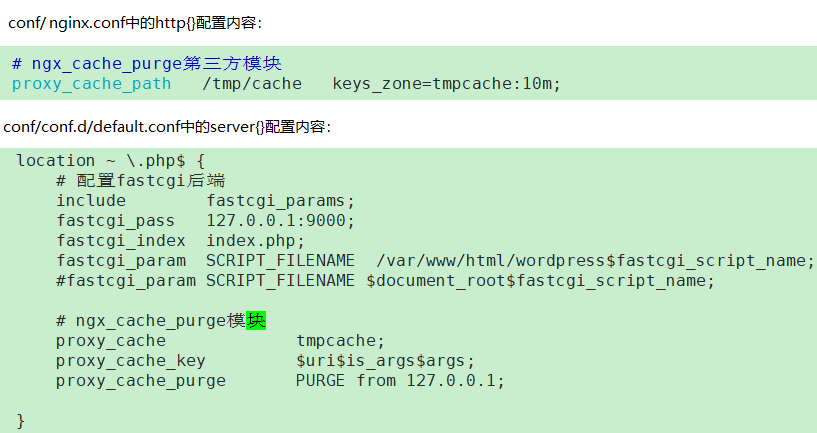 conf/ nginx.conf中的http{}配置内容：
# ngx_cache_purge第三方模块
proxy_cache_path   /tmp/cache   keys_zone=tmpcache:10m;
conf/conf.d/default.conf中的server{}配置内容：
location ~ \.php$ {
    # 配置fastcgi后端
    include        fastcgi_params;
    fastcgi_pass   127.0.0.1:9000;
    fastcgi_index  index.php;
    fastcgi_param  SCRIPT_FILENAME  /var/www/html/wordpress$fastcgi_script_name;
    #fastcgi_param SCRIPT_FILENAME $document_root$fastcgi_script_name;
    # ngx_cache_purge模块
    proxy_cache             tmpcache;
    proxy_cache_key         $uri$is_args$args;
    proxy_cache_purge       PURGE from 127.0.0.1;
}